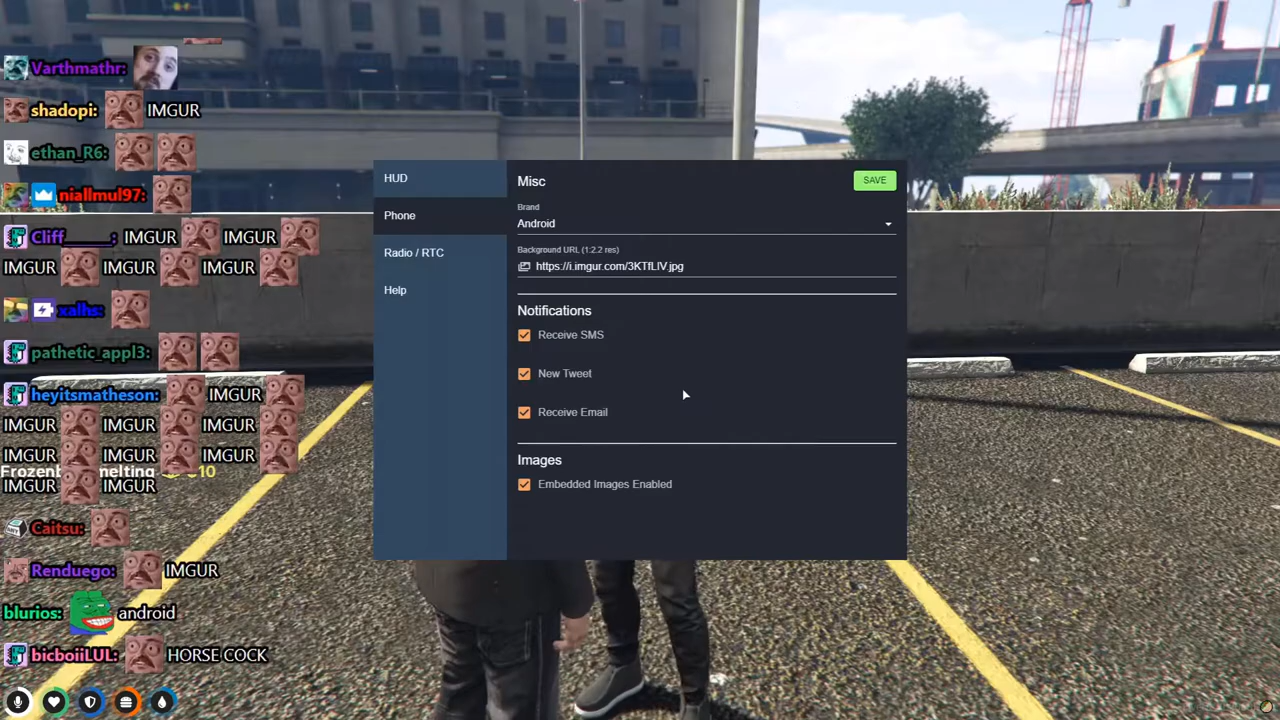 Varthmathr:
shadopi: IMGUR
ethan_R6:
niallmul97:
Cliff_____: IMGUR IMGUR
IMGUR IMGUR IMGUR
xalhs:
pathetic_appl3:
heyitsmatheson: IMGUR
IMGUR IMGUR IMGUR
IMGUR IMGUR IMGUR
melting
IMGUR IMGUR
Caitsu:
Renduego: IMGUR
blurios: android
bicboiiLUL: HORSE COCK
HUD
Phone
Radio / RTC
Help
Misc
SAVE
Brand
Android
Background URL (1:2.2 res)
https://i.imgur.com/3KTfLIV.jpg
Notifications
Receive SMS
New Tweet
Receive Email
Images
Embedded Images Enabled